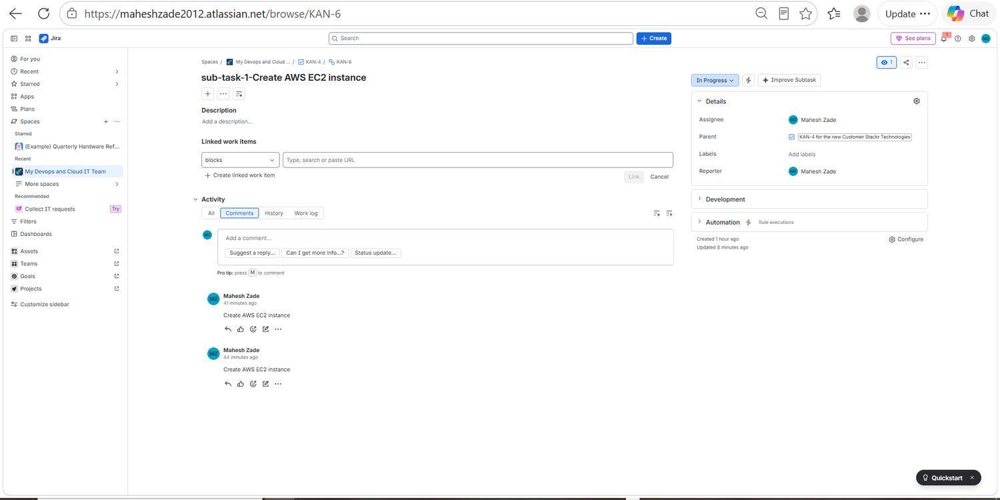 https://maheshzade2012.atlassian.net/browse/KAN-6
Update
Chat
Jira
Search
+ Create
See plans
1
MZ
For you
Recent
Starred
Apps
Plans
Spaces
Starred
(Example) Quarterly Hardware Ref...
Recent
My Devops and Cloud IT Team
More spaces
Recommended
Collect IT requests Try
Filters
Dashboards
Assets
Teams
Goals
Projects
Customize sidebar
Spaces / My Devops and Cloud ... / KAN-4 / KAN-6
sub-task-1-Create AWS EC2 instance
Description
Add a description...
Linked work items
blocks
Type, search or paste URL
Create linked work item
Link Cancel
Activity
All Comments History Work log
MZ
Add a comment...
Suggest a reply... Can I get more info...? Status update...
Pro tip: press M to comment
MZ
Mahesh Zade
41 minutes ago
Create AWS EC2 instance
MZ
Mahesh Zade
44 minutes ago
Create AWS EC2 instance
1
In Progress
Improve Subtask
Details
Assignee MZ Mahesh Zade
Parent KAN-4 for the new Customer Stackr Technologies
Labels Add labels
Reporter MZ Mahesh Zade
Development
Automation Rule executions
Created 1 hour ago
Configure
Updated 8 minutes ago
Quickstart